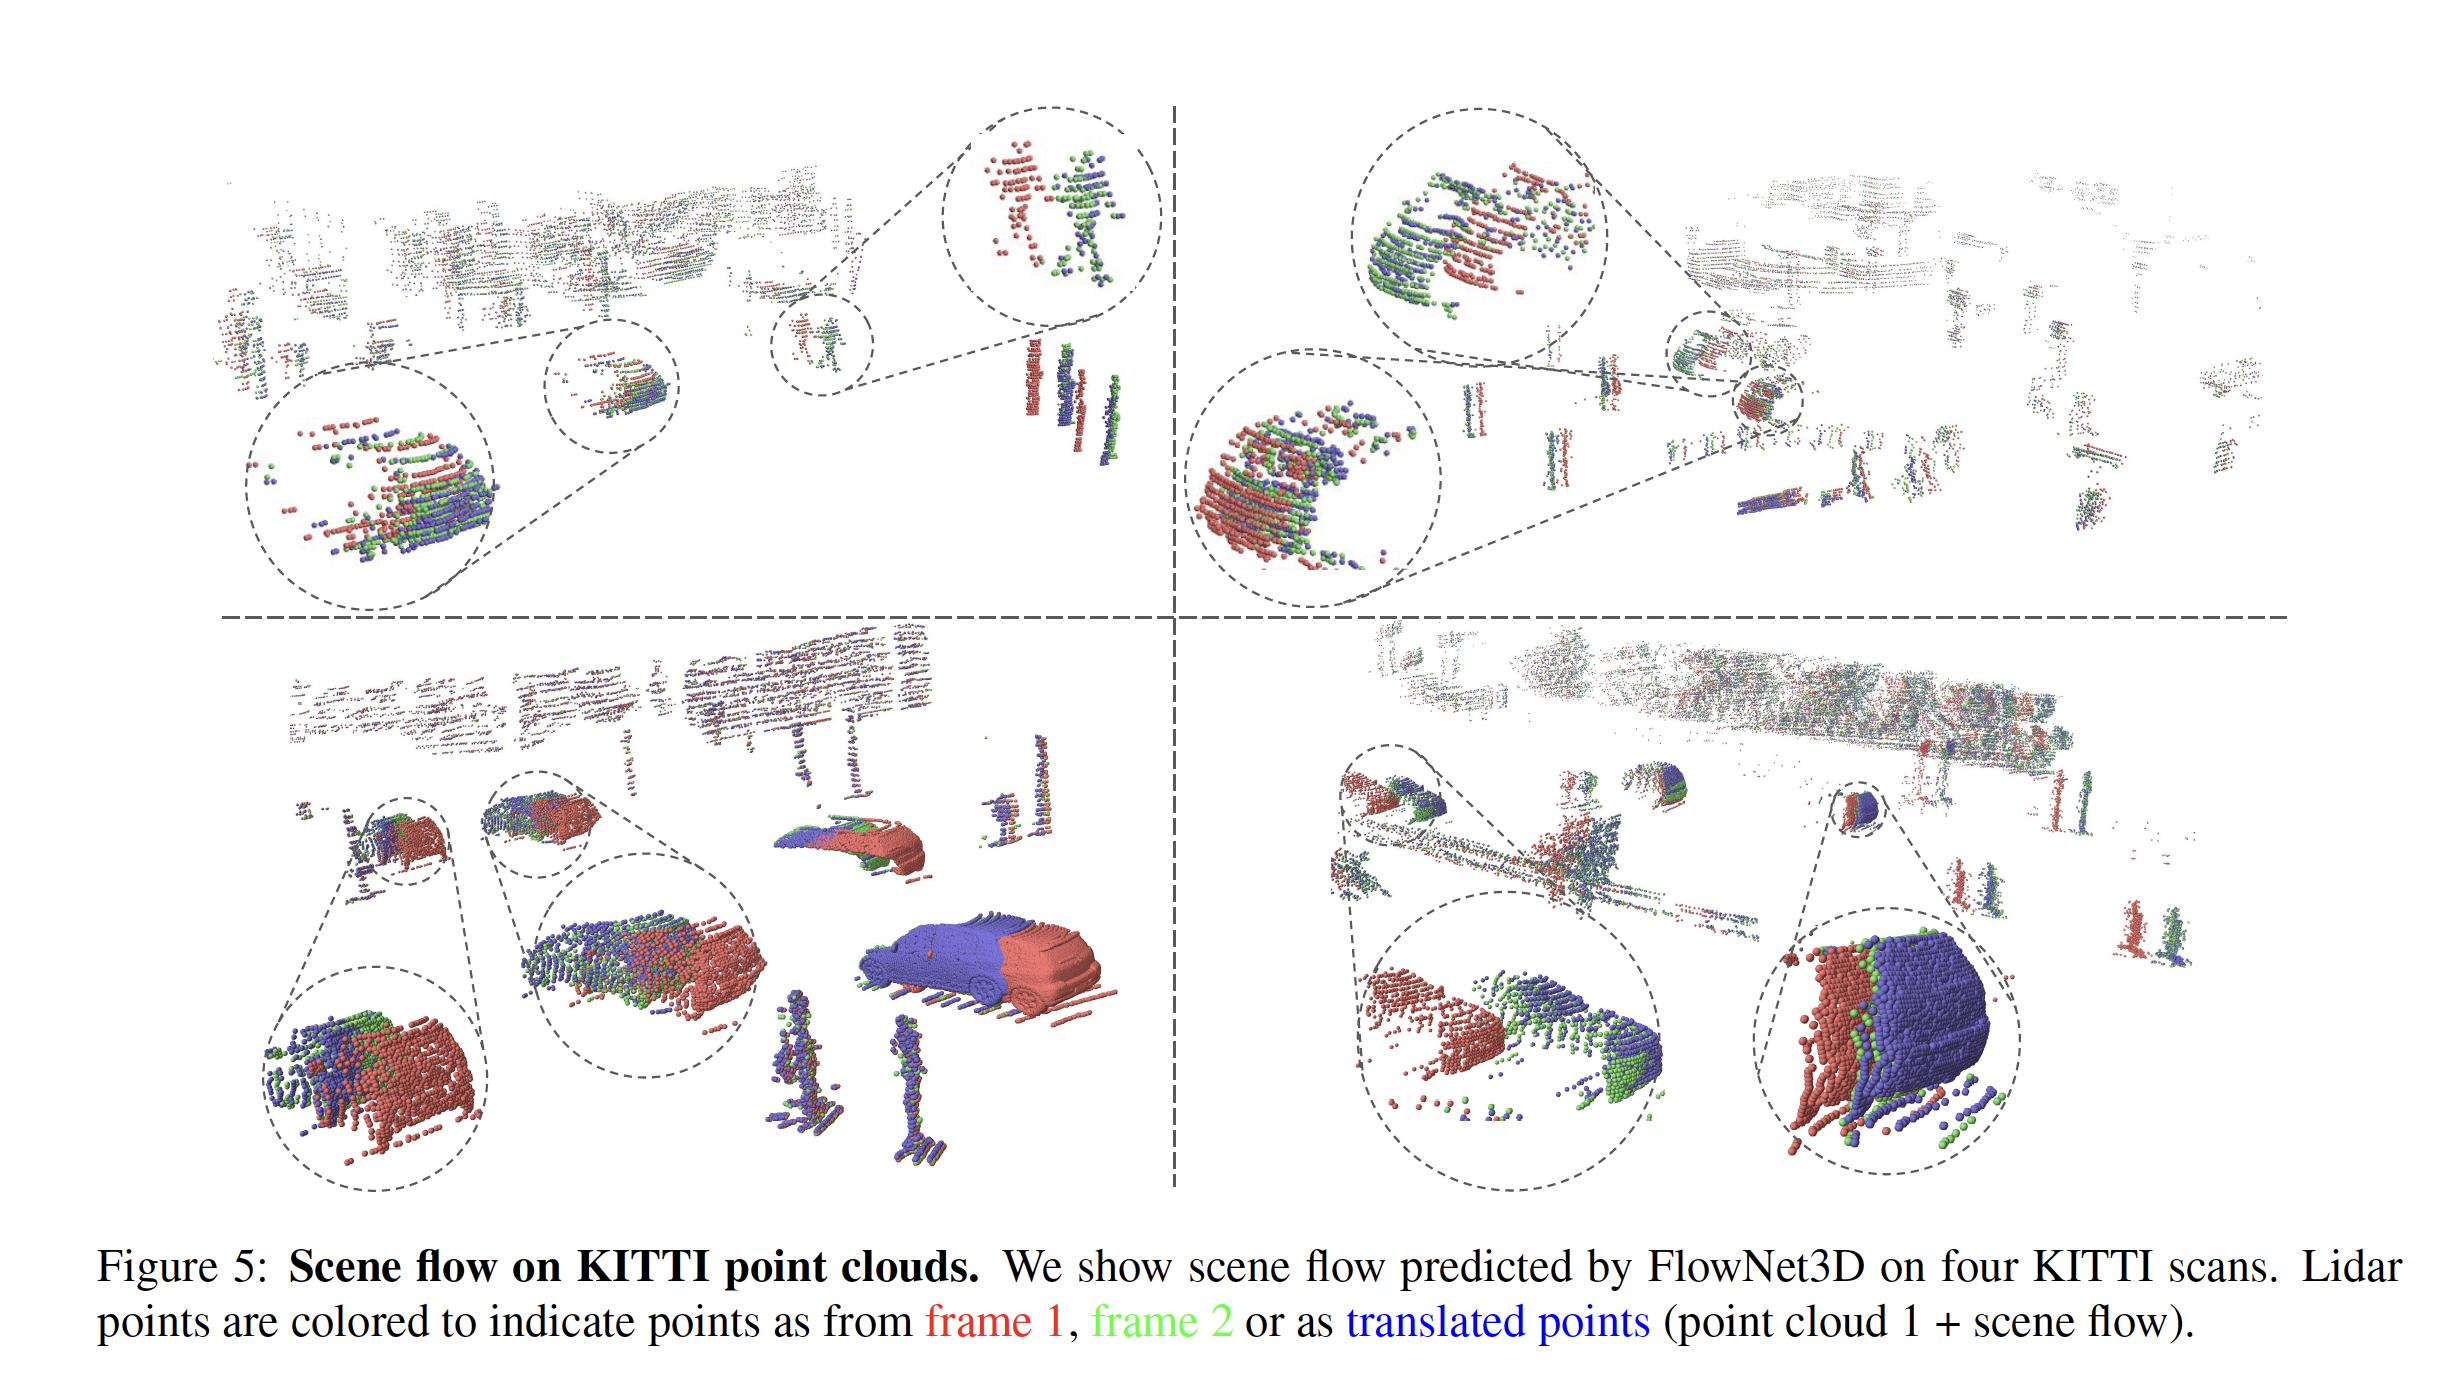 Figure 5: Scene flow on KITTI point clouds. We show scene flow predicted by FlowNet3D on four KITTI scans. Lidar
points are colored to indicate points as from frame 1, frame 2 or as translated points (point cloud 1 + scene flow).